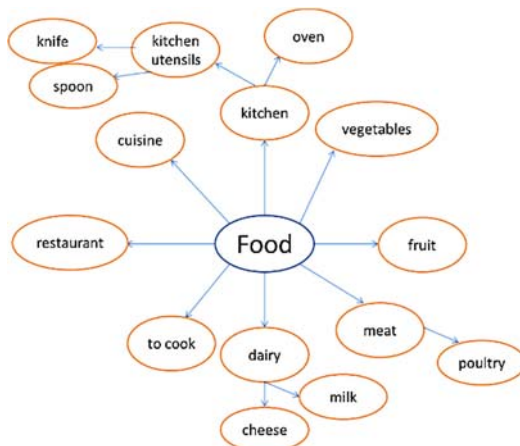 oven
knife
kitchen
utensils
spoon
kitchen
vegetables
cuisine
restaurant
Food
fruit
to cook
dairy
meat
poultry
milk
cheese